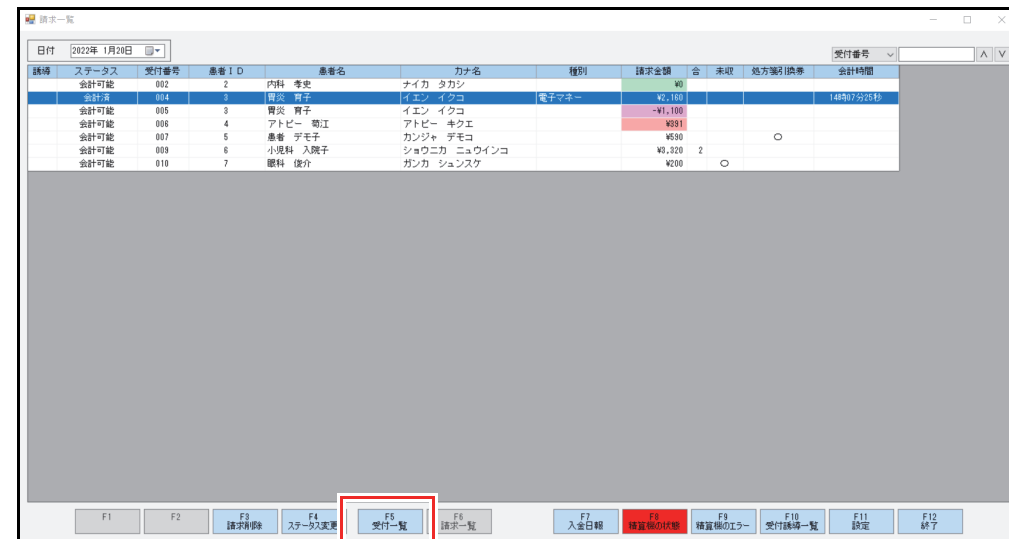 請求一覧
日付 2022年 1月20日
受付番号
誘導 ステータス 受付番号 患者ID 患者名 カナ名 種別 請求金額 合 未収 処方箋引換券 会計時間
会計可能 002 2 内科 孝史 ナイカ タカシ ¥0
会計済 004 3 胃炎 育子 イエン イクコ 電子マネー ¥2,160 14時07分25秒
会計可能 005 3 胃炎 育子 イエン イクコ -¥1,100
会計可能 006 4 アトピー 菊江 アトピー キクエ ¥391
会計可能 007 5 患者 デモ子 カンジャ デモコ ¥590 ○
会計可能 009 6 小児科 入院子 ショウニカ ニュウインコ ¥3,320 2
会計可能 010 7 眼科 俊介 ガンカ シュンスケ ¥200 ○
F1 F2 F3 F4 F5 F6 F7 F8 F9 F10 F11 F12
請求削除 ステータス変更 受付一覧 請求一覧 入金日報 精算機の状態 精算機のエラー 受付誘導一覧 設定 終了